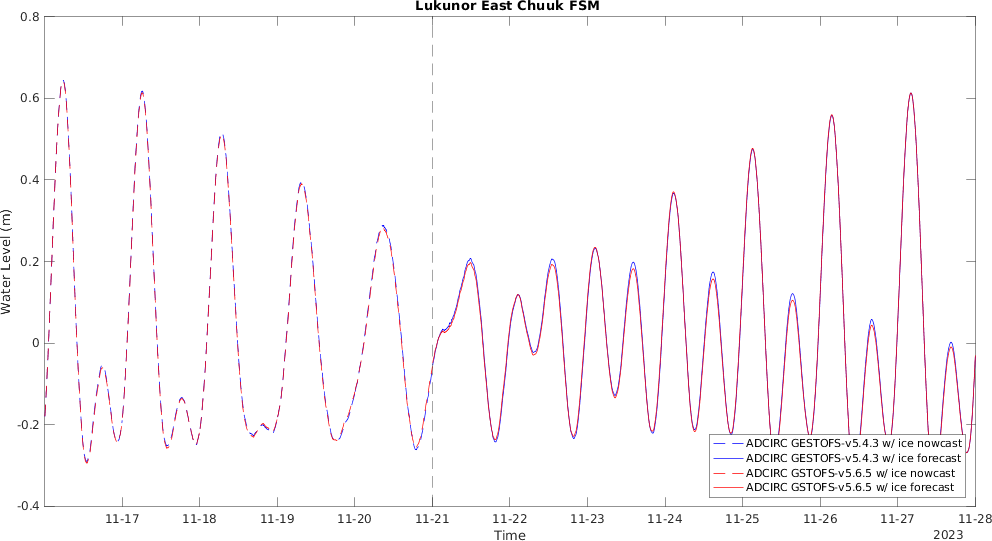 Lukunor East Chuuk FSM
0.8
0.6
0.4
0.2
0
-0.2
-0.4
Water Level (m)
ADCIRC GESTOFS-v5.4.3 w/ ice nowcast
ADCIRC GESTOFS-v5.4.3 w/ ice forecast
ADCIRC GSTOFS-v5.6.5 w/ ice nowcast
ADCIRC GSTOFS-v5.6.5 w/ ice forecast
11-17 11-18 11-19 11-20 11-21 11-22 11-23 11-24 11-25 11-26 11-27 11-28
Time
2023